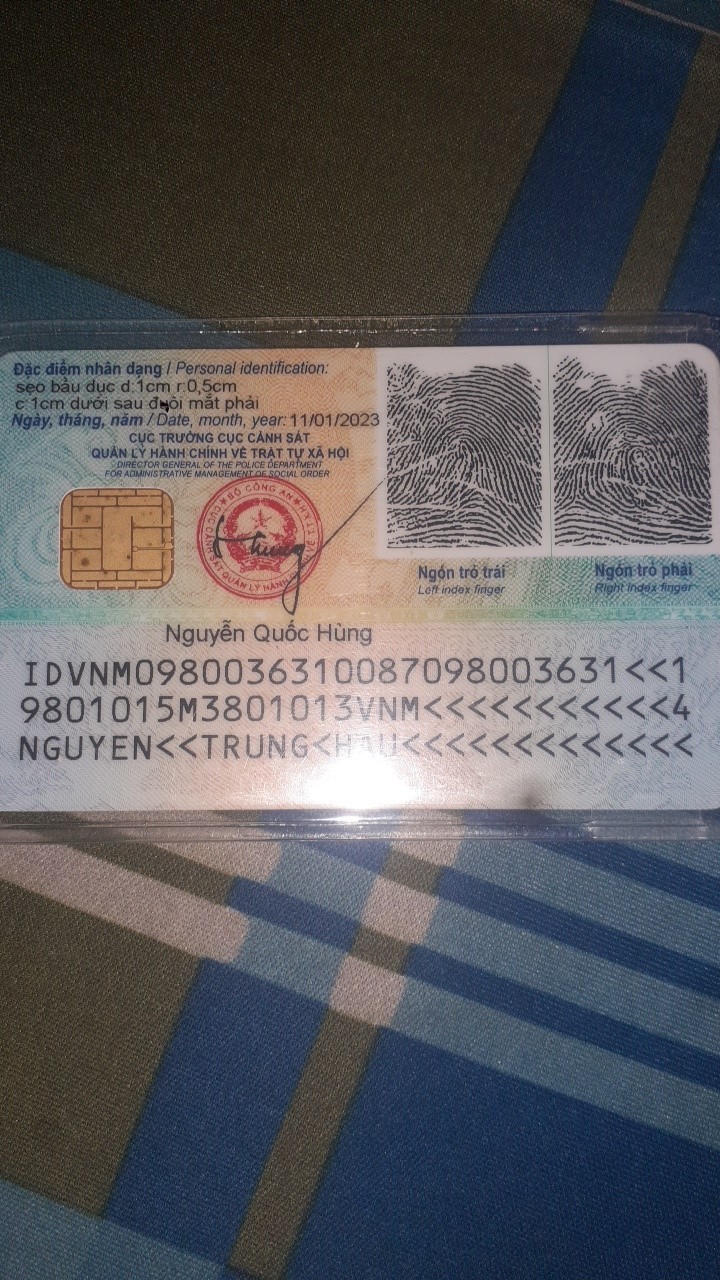 Đặc điểm nhân dạng / Personal identification:
sẹo bầu dục d:1cm r:0,5cm
c:1cm dưới sau đuôi mắt phải
Ngày, tháng, năm / Date, month, year: 11/01/2023
CỤC TRƯỞNG CỤC CẢNH SÁT
QUẢN LÝ HÀNH CHÍNH VỀ TRẬT TỰ XÃ HỘI
DIRECTOR GENERAL OF THE POLICE DEPARTMENT
FOR ADMINISTRATIVE MANAGEMENT OF SOCIAL ORDER
BỘ CÔNG AN
Nguyễn Quốc Hùng
Ngón trỏ trái
Left index finger
Ngón trỏ phải
Right index finger
IDVNM0980036310087098003631<<1
9801015M3801013VNM<<<<<<<<<<<4
NGUYEN<<TRUNG<HAU<<<<<<<<<<<<<